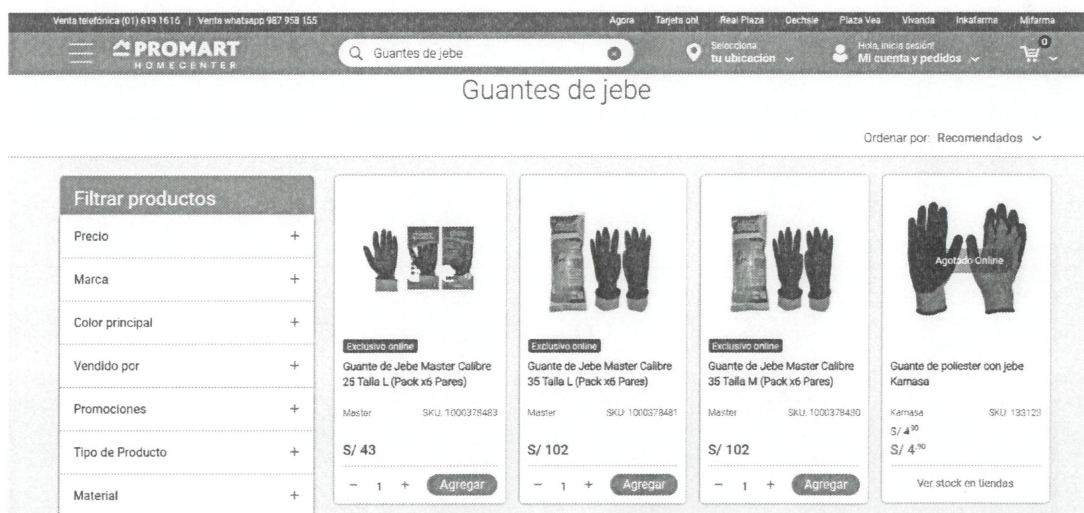 Venta telefónica (01) 619 1616 | Venta whatsapp 987 958 155
Agora Tarjeta oh! Real Plaza Oechsle Plaza Vea Vivanda Inkafarma Mifarma
PROMART
HOMECENTER
Guantes de jebe
Selecciona
tu ubicación
Hola, inicia sesión!
Mi cuenta y pedidos
0
Guantes de jebe
Ordenar por: Recomendados
Filtrar productos
Precio +
Marca +
Color principal +
Vendido por +
Promociones +
Tipo de Producto +
Material +
Exclusivo online
Guante de Jebe Master Calibre
25 Talla L (Pack x6 Pares)
Master SKU: 1000378483
S/ 43
- 1 + Agregar
Exclusivo online
Guante de Jebe Master Calibre
35 Talla L (Pack x6 Pares)
Master SKU: 1000378481
S/ 102
- 1 + Agregar
Exclusivo online
Guante de Jebe Master Calibre
35 Talla M (Pack x6 Pares)
Master SKU: 1000378480
S/ 102
- 1 + Agregar
Agotado Online
Guante de poliester con jebe
Kamasa
Kamasa SKU: 133123
S/ 4.90
S/ 4.90
Ver stock en tiendas